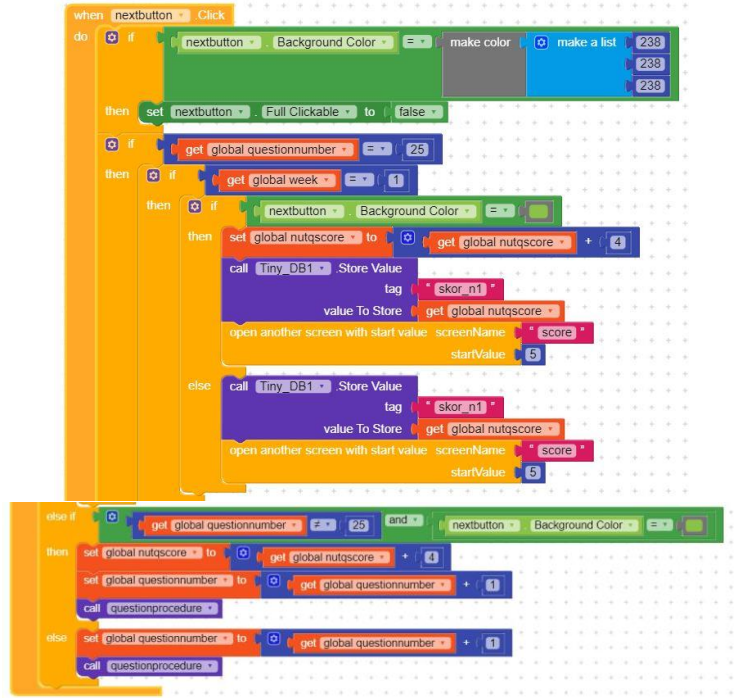 when nextbutton . Click
do if nextbutton . Background Color = make color make a list 238
238
238
then set nextbutton . Full Clickable to false
if get global questionnumber = 25
then if get global week = 1
then if nextbutton . Background Color =
then set global nutqscore to get global nutqscore + 4
call Tiny_DB1 .Store Value
tag " skor_n1 "
value To Store get global nutqscore
open another screen with start value screenName " score "
startValue 5
else call Tiny_DB1 .Store Value
tag " skor_n1 "
value To Store get global nutqscore
open another screen with start value screenName " score "
startValue 5
else if get global questionnumber ≠ 25 and nextbutton . Background Color =
then set global nutqscore to get global nutqscore + 4
set global questionnumber to get global questionnumber + 1
call questionprocedure
else set global questionnumber to get global questionnumber + 1
call questionprocedure